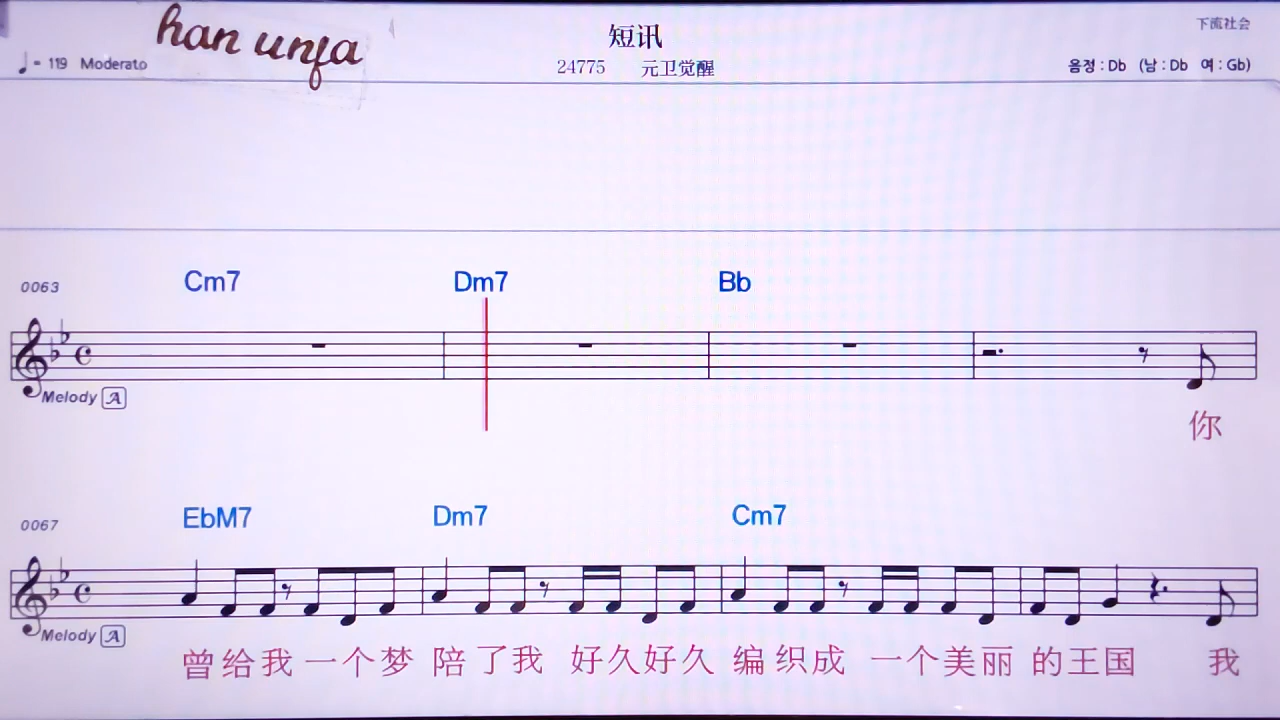 han unfa
短讯
下流社会
♩= 119 Moderato
24775 元卫觉醒
음정 : Db (남 : Db 여 : Gb)
0063 Cm7 Dm7 Bb
Melody A
你
0067 EbM7 Dm7 Cm7
Melody A
曾给我一个梦 陪了我 好久好久 编织成 一个美丽 的王国 我